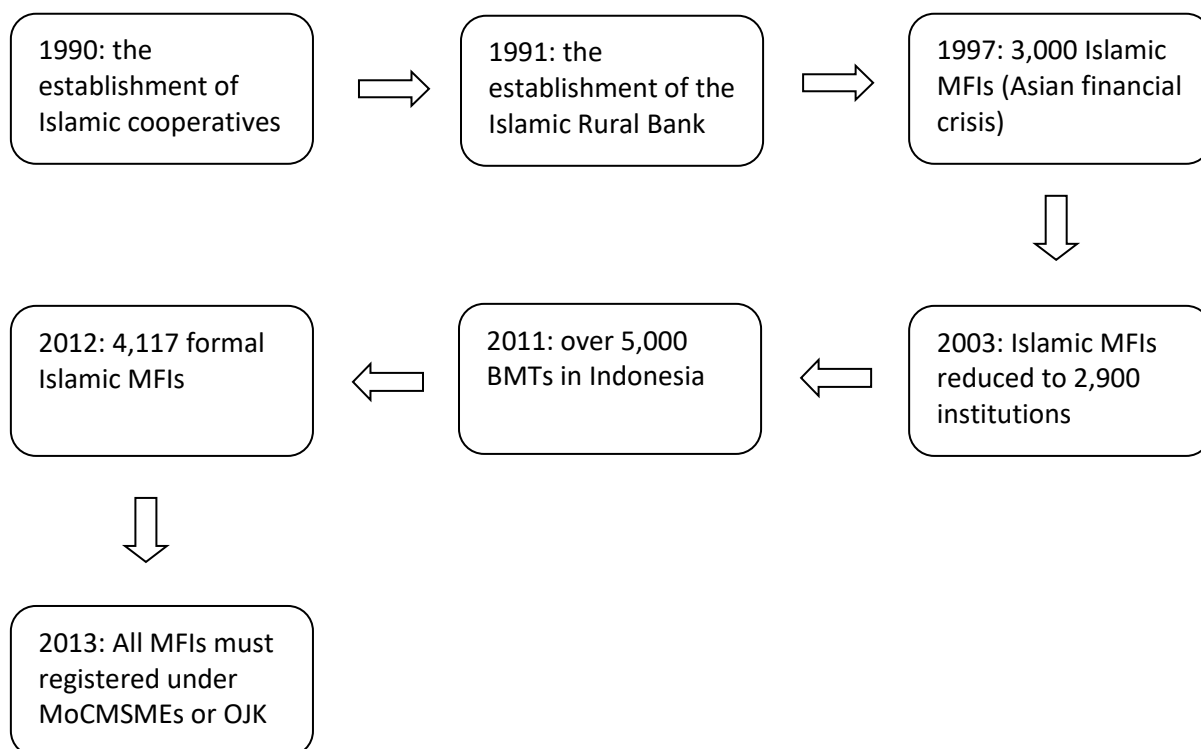 1990: the
establishment of
Islamic cooperatives
1991: the
establishment of the
Islamic Rural Bank
1997: 3,000 Islamic
MFIs (Asian financial
crisis)
2003: Islamic MFIs
reduced to 2,900
institutions
2011: over 5,000
BMTs in Indonesia
2012: 4,117 formal
Islamic MFIs
2013: All MFIs must
registered under
MoCMSMEs or OJK